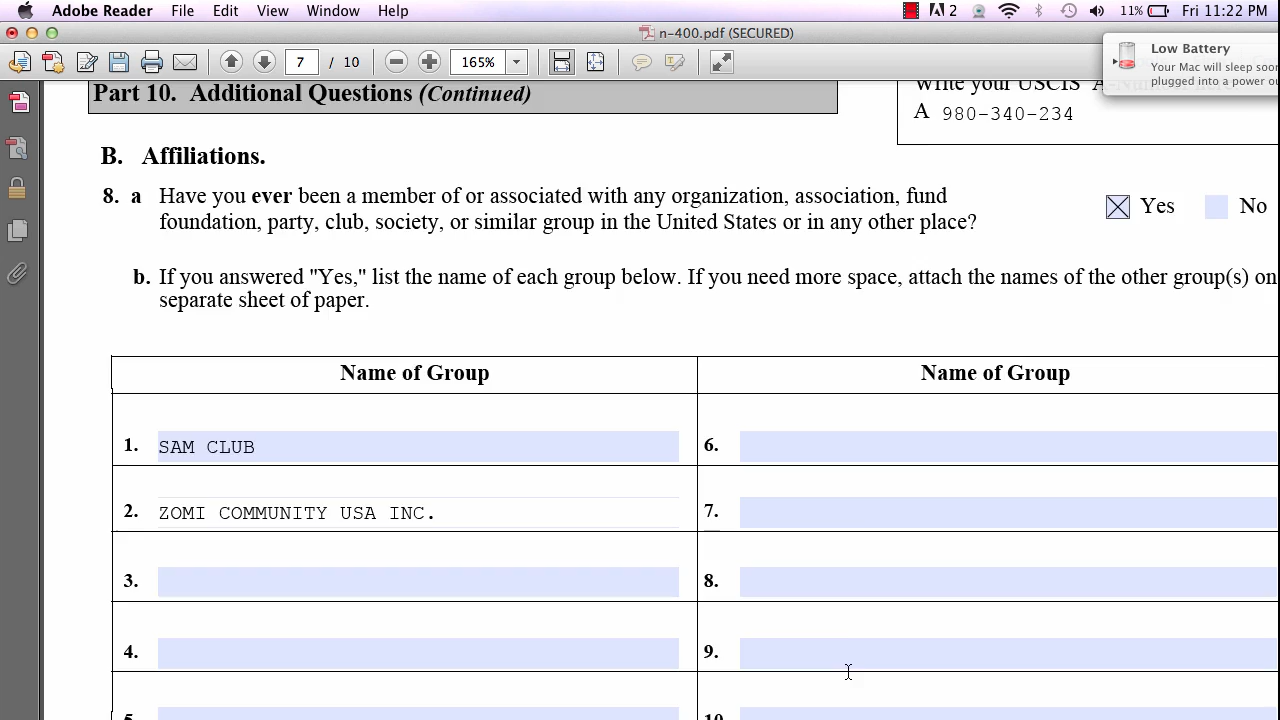 Adobe Reader File Edit View Window Help 2 11% Fri 11:22 PM
n-400.pdf (SECURED)
7 / 10 165%
Low Battery
Your Mac will sleep soon
plugged into a power
Part 10. Additional Questions (Continued)
write your USCIS
A 980-340-234
B. Affiliations.
8. a Have you ever been a member of or associated with any organization, association, fund
foundation, party, club, society, or similar group in the United States or in any other place?
Yes No
b. If you answered "Yes," list the name of each group below. If you need more space, attach the names of the other group(s) on
separate sheet of paper.
Name of Group Name of Group
1. SAM CLUB 6.
2. ZOMI COMMUNITY USA INC. 7.
3. 8.
4. 9.
5. 10.